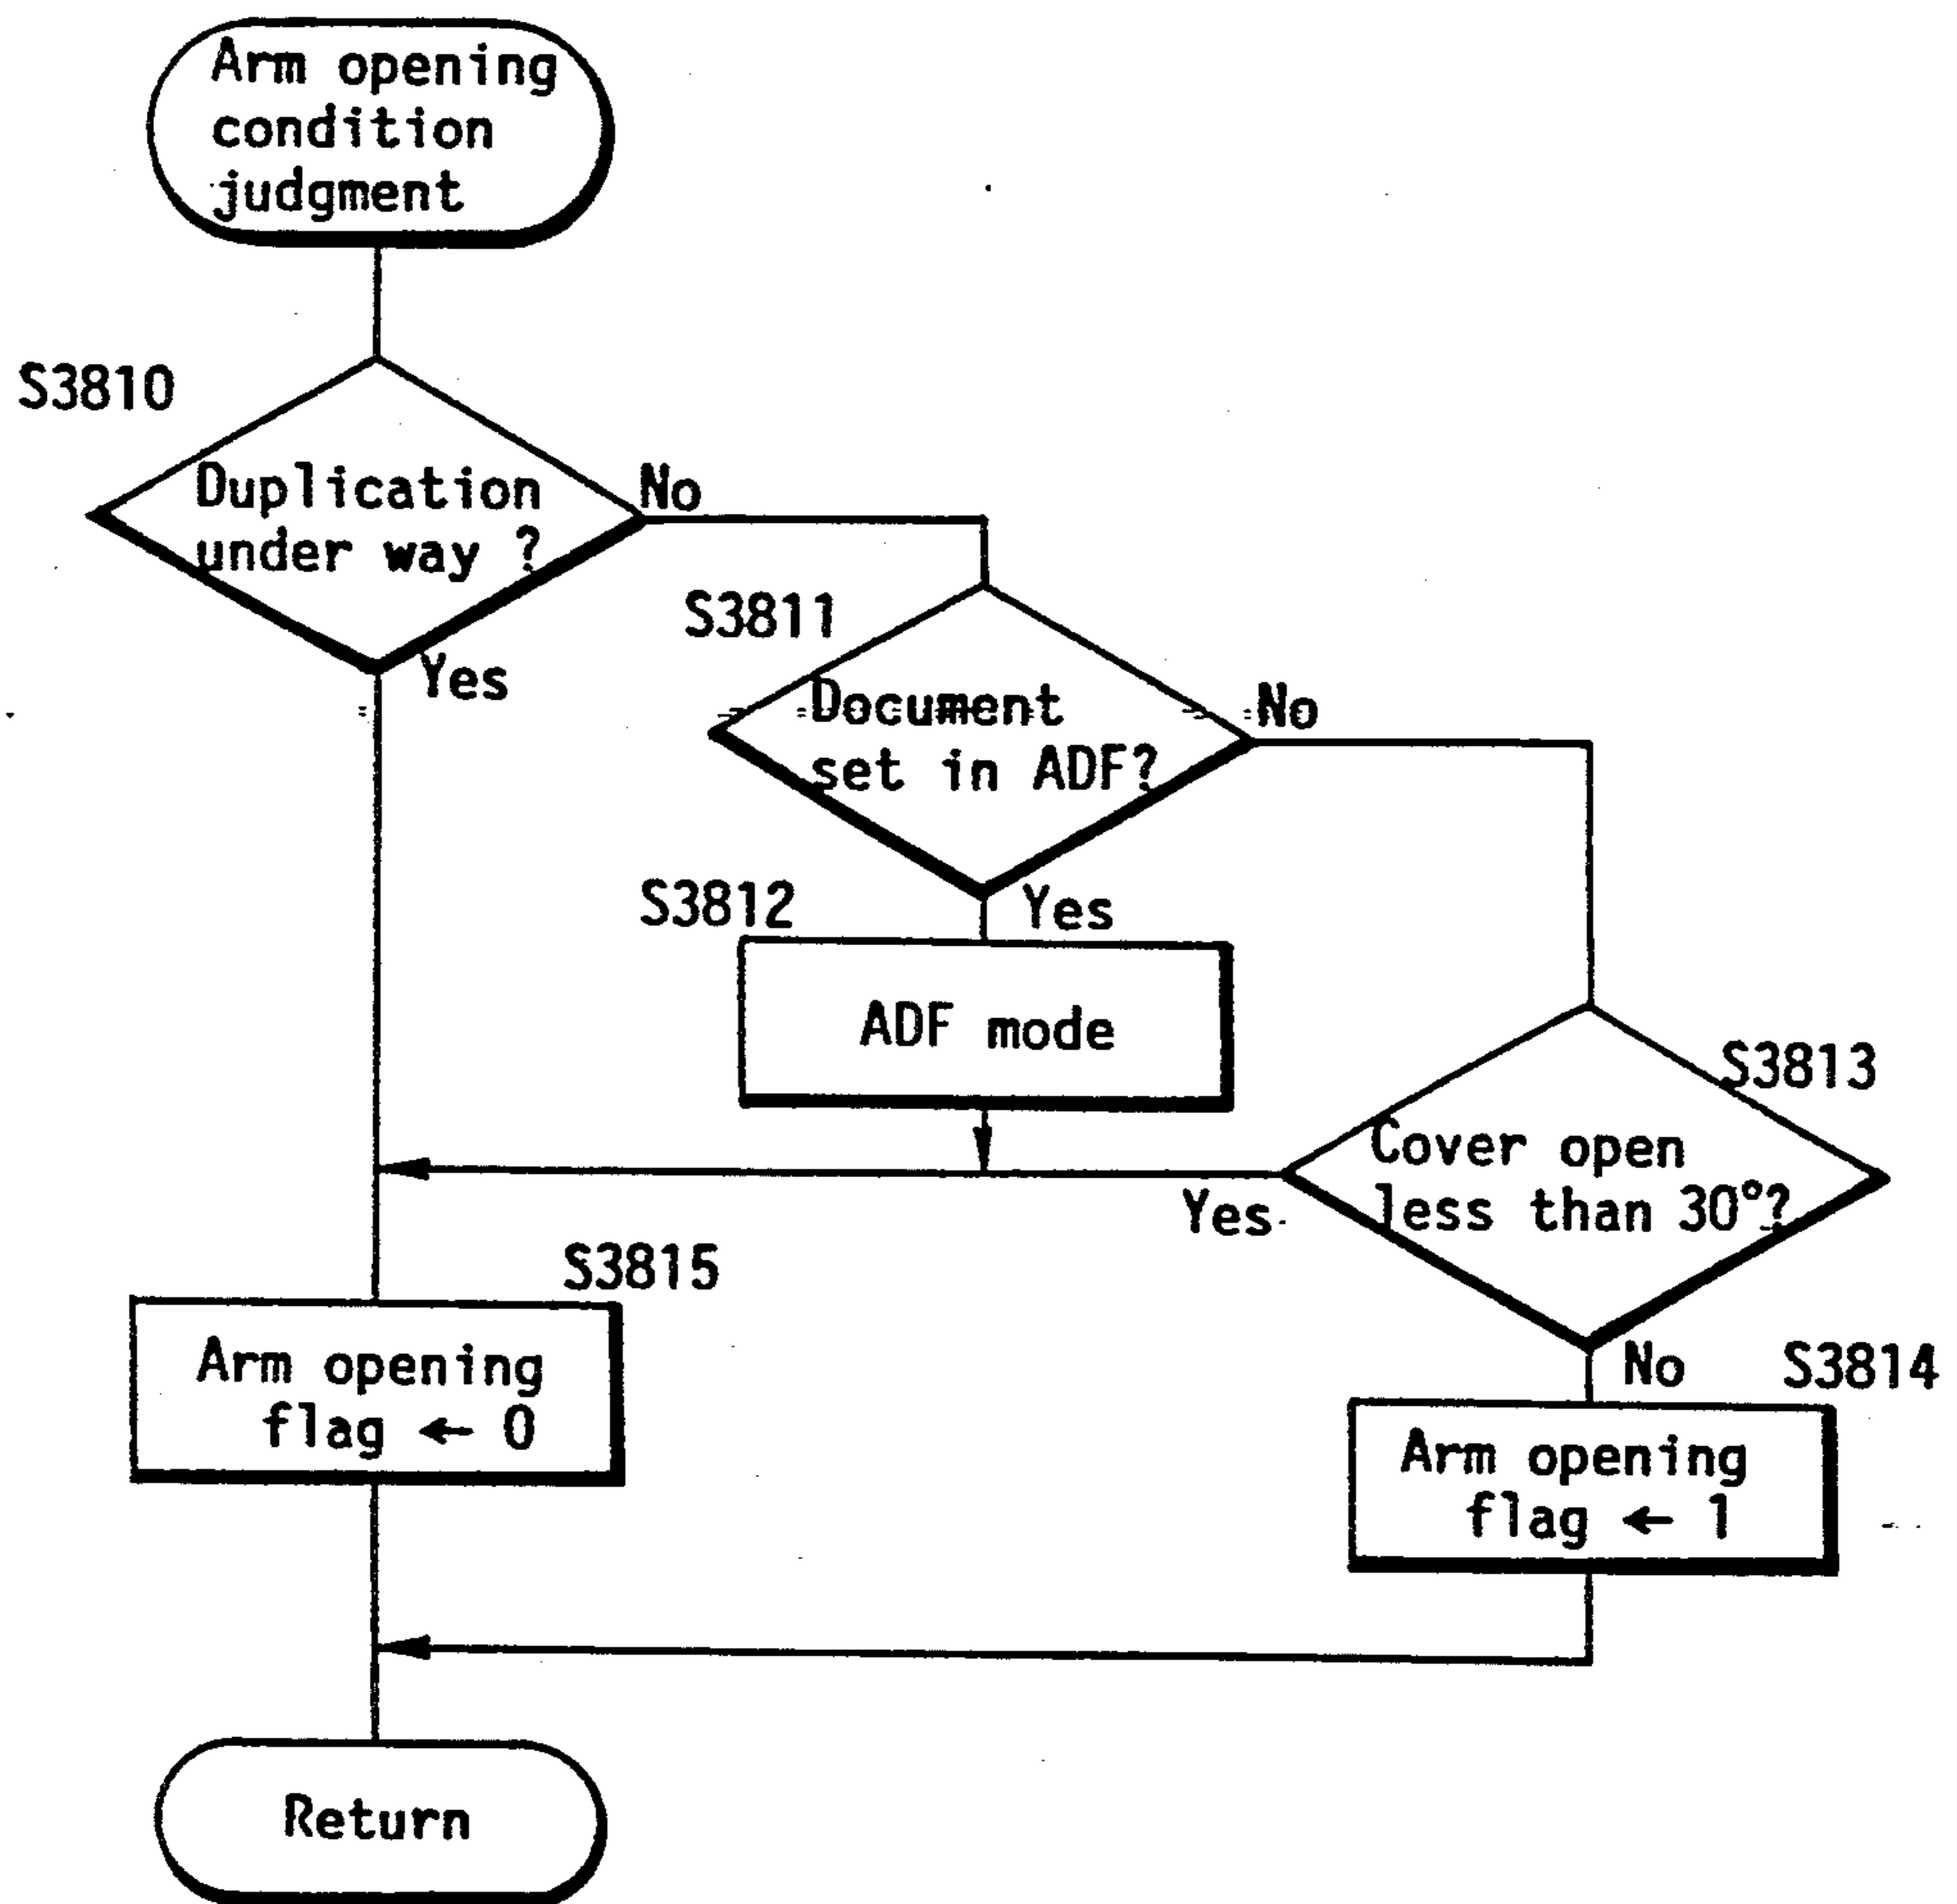 Arm opening
condition
judgment
S3810
Duplication
under way ?
No
Yes
S3811
Document
set in ADF?
No
Yes
S3812
ADF mode
S3813
Cover open
less than 30°?
Yes
No
S3814
Arm opening
flag ← 1
S3815
Arm opening
flag ← 0
Return